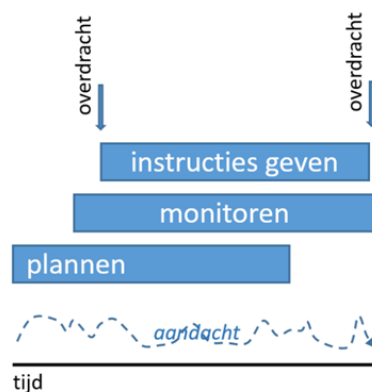 overdracht
overdracht
instructies geven
monitoren
plannen
aandacht
tijd